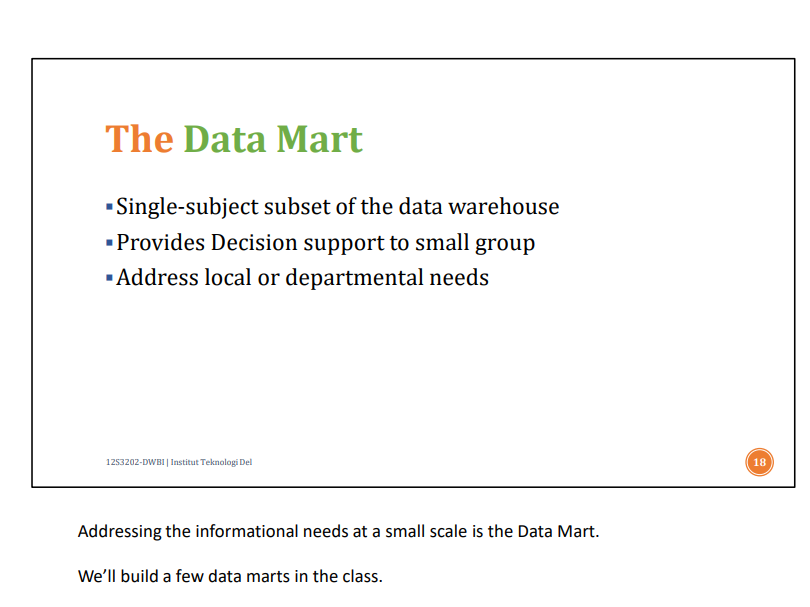 The Data Mart
▪Single-subject subset of the data warehouse
▪Provides Decision support to small group
▪Address local or departmental needs
12S3202-DWBI | Institut Teknologi Del
18
Addressing the informational needs at a small scale is the Data Mart.
We’ll build a few data marts in the class.